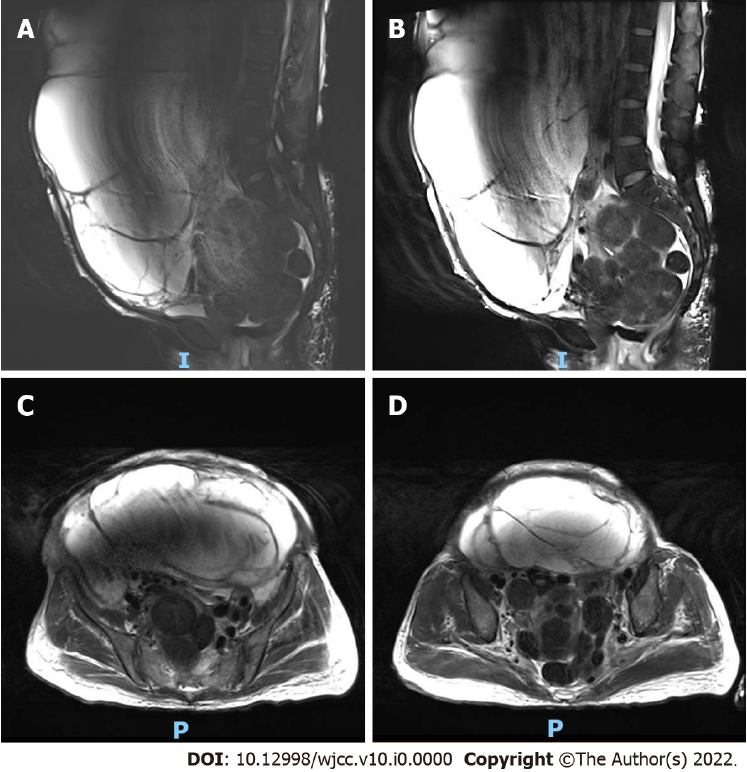 A
B
I
I
C
D
P
P
DOI: 10.12998/wjcc.v10.i0.0000 Copyright ©The Author(s) 2022.